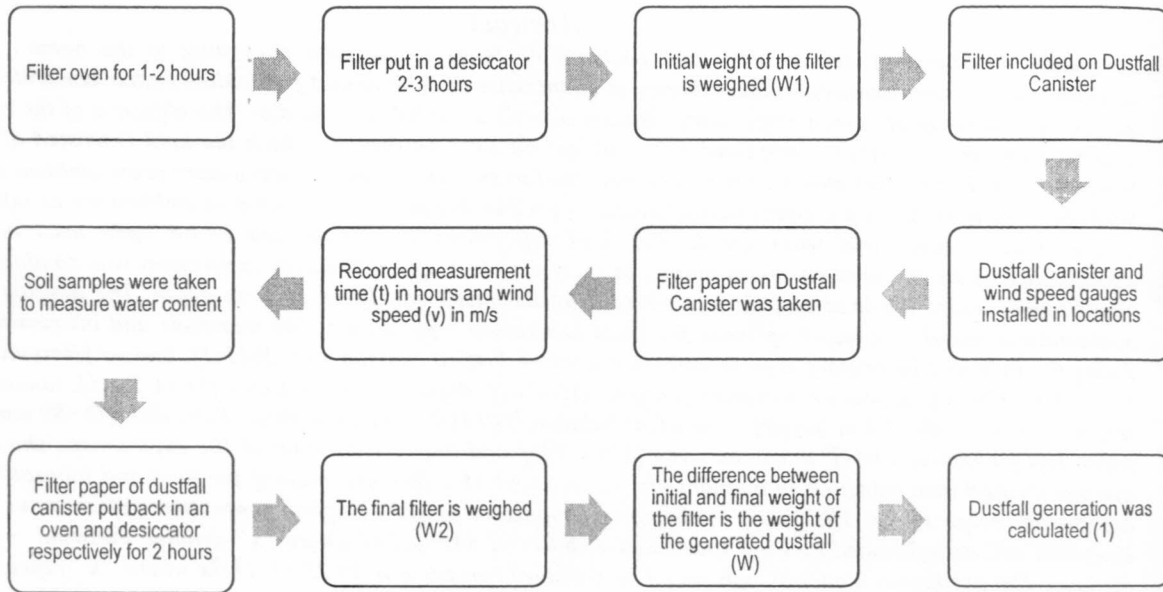 Filter oven for 1-2 hours
Filter put in a desiccator
2-3 hours
Initial weight of the filter
is weighed (W1)
Filter included on Dustfall
Canister
Dustfall Canister and
wind speed gauges
installed in locations
Filter paper on Dustfall
Canister was taken
Recorded measurement
time (t) in hours and wind
speed (v) in m/s
Soil samples were taken
to measure water content
Filter paper of dustfall
canister put back in an
oven and desiccator
respectively for 2 hours
The final filter is weighed
(W2)
The difference between
initial and final weight of
the filter is the weight of
the generated dustfall
(W)
Dustfall generation was
calculated (1)